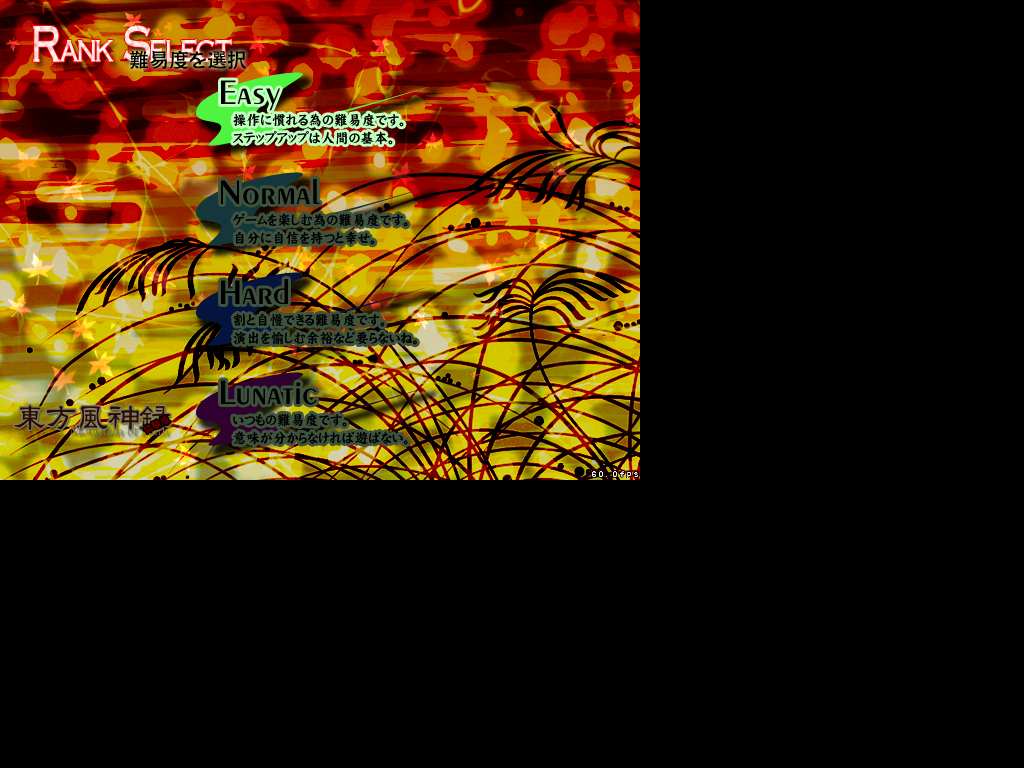 RANK SELECT
難易度を選択
EASY
操作に慣れる為の難易度です。
ステップアップは人間の基本。
NORMAL
ゲームを楽しむ為の難易度です。
自分に自信を持つと幸せ。
HARD
割と自慢できる難易度です。
演出を愉しむ余裕など要らないね。
LUNATIC
いつもの難易度です。
意味が分からなければ遊ばない。
東方風神録
60.0fps